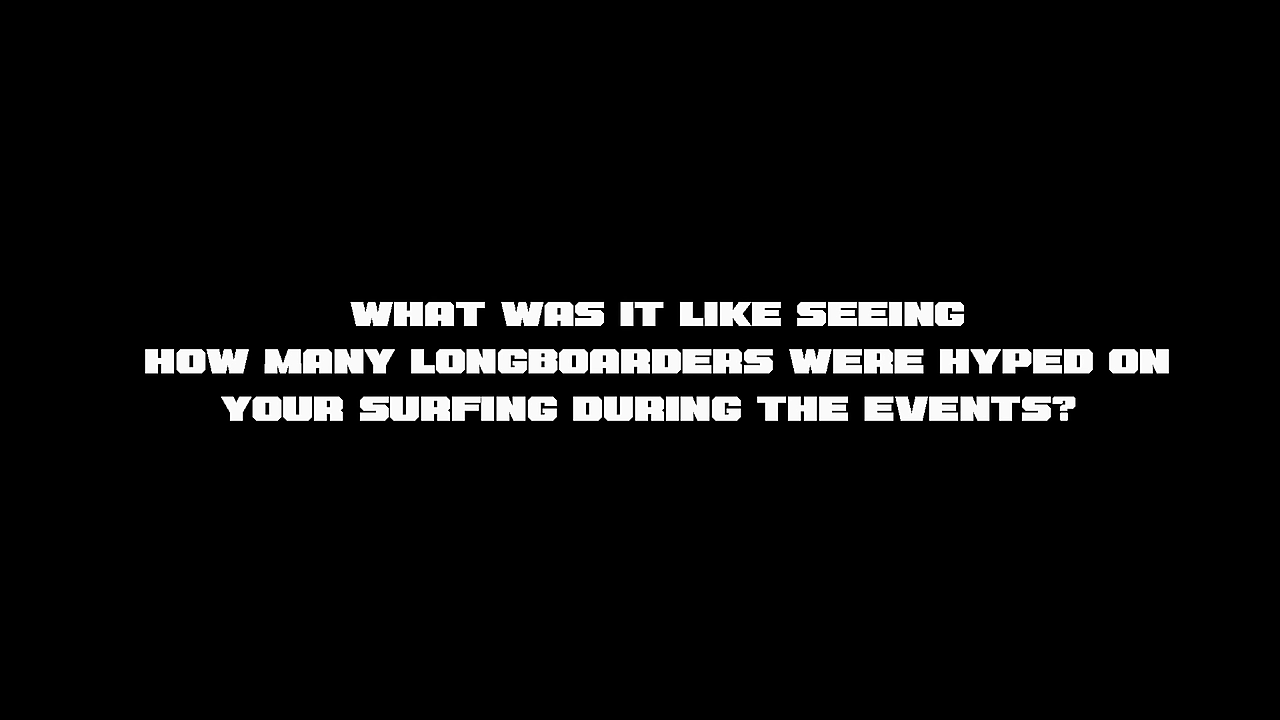 WHAT WAS IT LIKE SEEING
HOW MANY LONGBOARDERS WERE HYPED ON
YOUR SURFING DURING THE EVENTS?